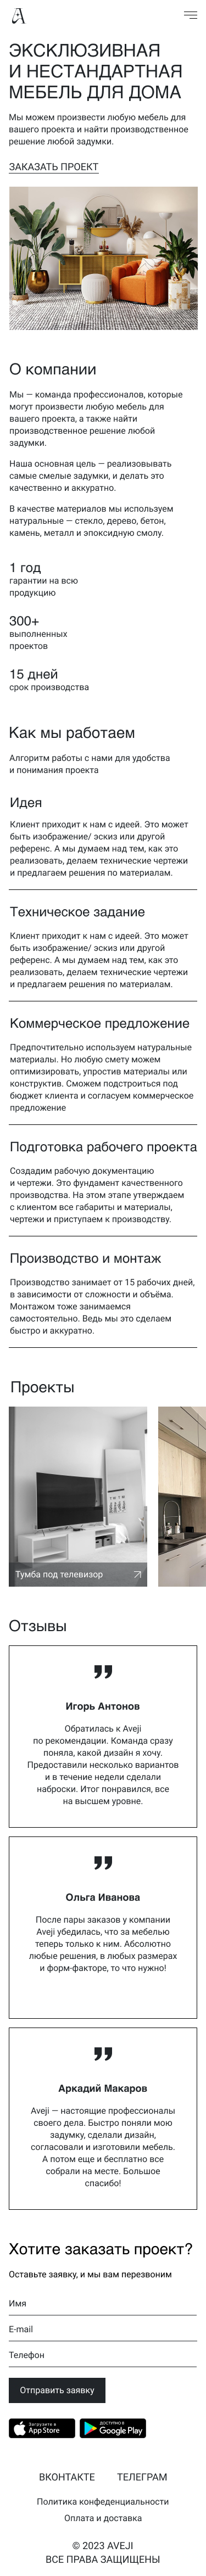 A
ЭКСКЛЮЗИВНАЯ
И НЕСТАНДАРТНАЯ
МЕБЕЛЬ ДЛЯ ДОМА
Мы можем произвести любую мебель для
вашего проекта и найти производственное
решение любой задумки.
ЗАКАЗАТЬ ПРОЕКТ
О компании
Мы — команда профессионалов, которые
могут произвести любую мебель для
вашего проекта, а также найти
производственное решение любой
задумки.
Наша основная цель — реализовывать
самые смелые задумки, и делать это
качественно и аккуратно.
В качестве материалов мы используем
натуральные — стекло, дерево, бетон,
камень, металл и эпоксидную смолу.
1 год
гарантии на всю
продукцию
300+
выполненных
проектов
15 дней
срок производства
Как мы работаем
Алгоритм работы с нами для удобства
и понимания проекта
Идея
Клиент приходит к нам с идеей. Это может
быть изображение/ эскиз или другой
референс. А мы думаем над тем, как это
реализовать, делаем технические чертежи
и предлагаем решения по материалам.
Техническое задание
Клиент приходит к нам с идеей. Это может
быть изображение/ эскиз или другой
референс. А мы думаем над тем, как это
реализовать, делаем технические чертежи
и предлагаем решения по материалам.
Коммерческое предложение
Предпочтительно используем натуральные
материалы. Но любую смету можем
оптимизировать, упростив материалы или
конструктив. Сможем подстроиться под
бюджет клиента и согласуем коммерческое
предложение
Подготовка рабочего проекта
Создадим рабочую документацию
и чертежи. Это фундамент качественного
производства. На этом этапе утверждаем
с клиентом все габариты и материалы,
чертежи и приступаем к производству.
Производство и монтаж
Производство занимает от 15 рабочих дней,
в зависимости от сложности и объёма.
Монтажом тоже занимаемся
самостоятельно. Ведь мы это сделаем
быстро и аккуратно.
Проекты
Тумба под телевизор
Отзывы
Игорь Антонов
Обратилась к Aveji
по рекомендации. Команда сразу
поняла, какой дизайн я хочу.
Предоставили несколько вариантов
и в течение недели сделали
наброски. Итог понравился, все
на высшем уровне.
Ольга Иванова
После пары заказов у компании
Aveji убедилась, что за мебелью
теперь только к ним. Абсолютно
любые решения, в любых размерах
и форм-факторе, то что нужно!
Аркадий Макаров
Aveji — настоящие профессионалы
своего дела. Быстро поняли мою
задумку, сделали дизайн,
согласовали и изготовили мебель.
А потом еще и бесплатно все
собрали на месте. Большое
спасибо!
Хотите заказать проект?
Оставьте заявку, и мы вам перезвоним
Имя
E-mail
Телефон
Отправить заявку
Загрузите в
App Store
ДОСТУПНО В
Google Play
ВКОНТАКТЕ
ТЕЛЕГРАМ
Политика конфеденциальности
Оплата и доставка
© 2023 AVEJI
ВСЕ ПРАВА ЗАЩИЩЕНЫ